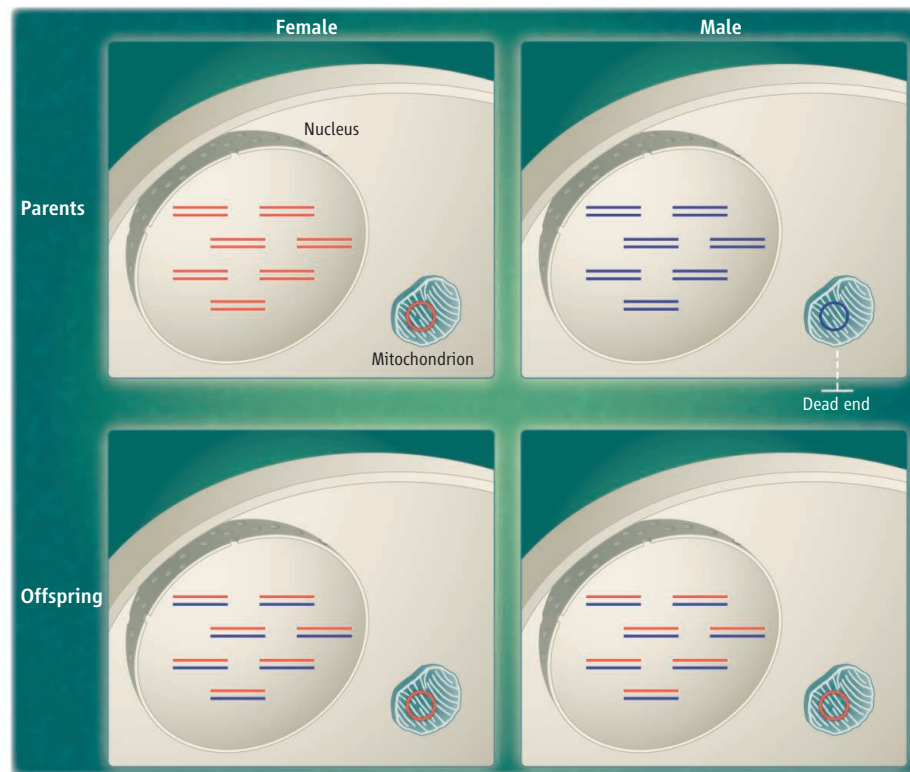 Female
Male
Nucleus
Parents
Mitochondrion
Dead end
Offspring